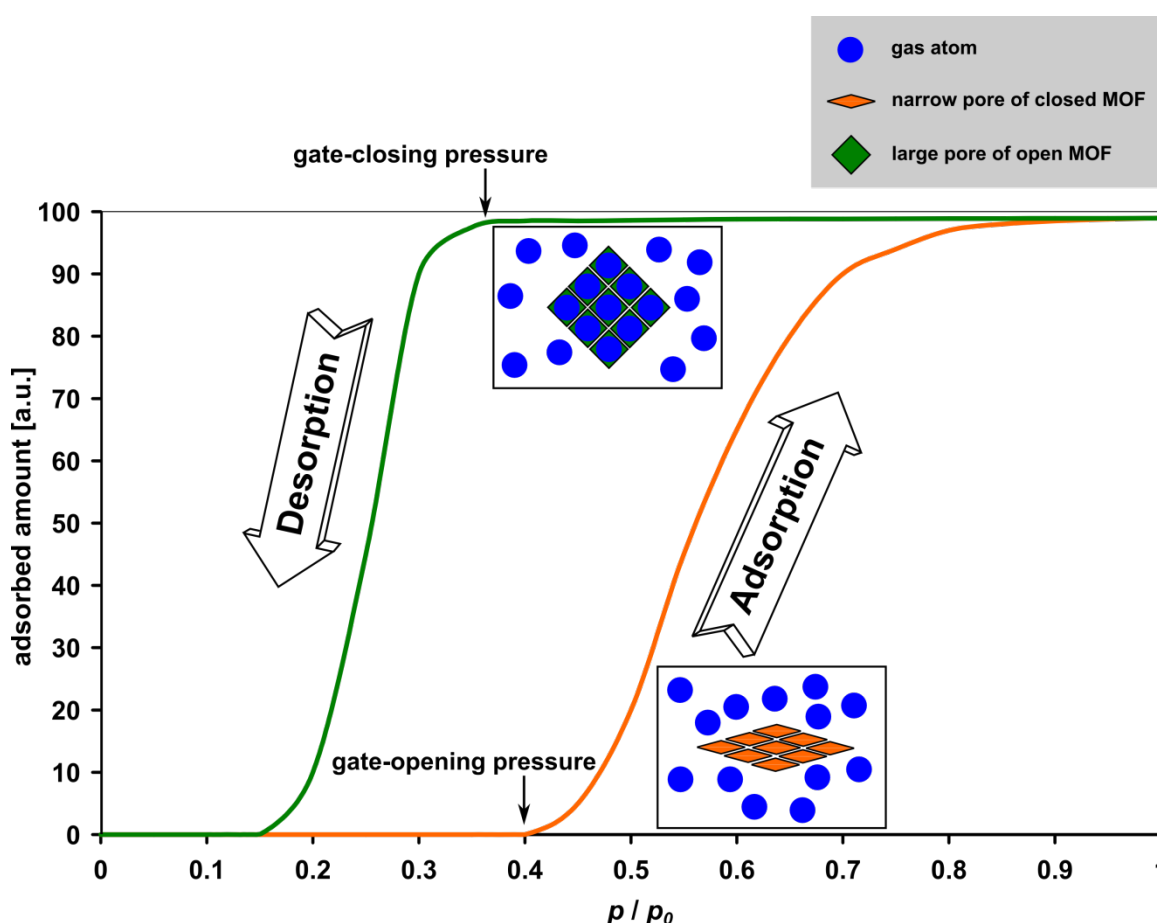 gas atom
narrow pore of closed MOF
large pore of open MOF
gate-closing pressure
100
90
80
70
60
50
40
30
20
10
0
adsorbed amount [a.u.]
Desorption
Adsorption
gate-opening pressure
0
0.1
0.2
0.3
0.4
0.5
0.6
0.7
0.8
0.9
1
p / p0